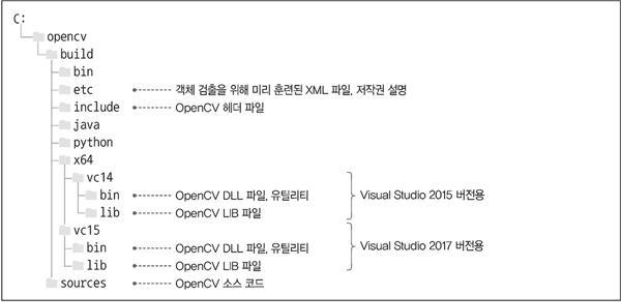 C:
opencv
build
bin
etc 객체 검출을 위해 미리 훈련된 XML 파일, 저작권 설명
include OpenCV 헤더 파일
java
python
x64
vc14
bin OpenCV DLL 파일, 유틸리티
Visual Studio 2015 버전용
lib OpenCV LIB 파일
vc15
bin OpenCV DLL 파일, 유틸리티
Visual Studio 2017 버전용
lib OpenCV LIB 파일
sources OpenCV 소스 코드